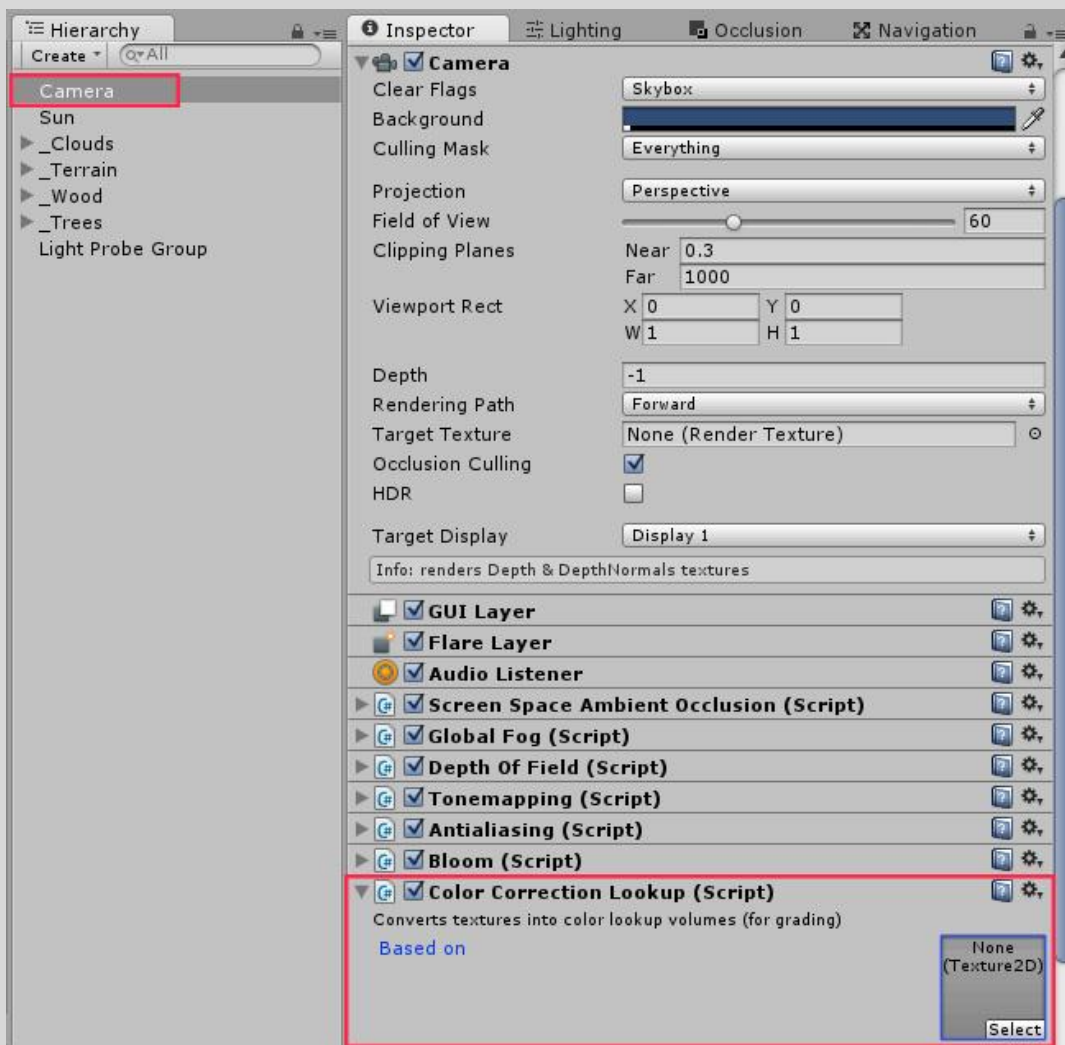 Hierarchy
Create All
Camera
Sun
_Clouds
_Terrain
_Wood
_Trees
Light Probe Group
Inspector Lighting Occlusion Navigation
Camera
Clear Flags Skybox
Background
Culling Mask Everything
Projection Perspective
Field of View 60
Clipping Planes Near 0.3
Far 1000
Viewport Rect X 0 Y 0
W 1 H 1
Depth -1
Rendering Path Forward
Target Texture None (Render Texture)
Occlusion Culling
HDR
Target Display Display 1
Info: renders Depth & DepthNormals textures
GUI Layer
Flare Layer
Audio Listener
Screen Space Ambient Occlusion (Script)
Global Fog (Script)
Depth Of Field (Script)
Tonemapping (Script)
Antialiasing (Script)
Bloom (Script)
Color Correction Lookup (Script)
Converts textures into color lookup volumes (for grading)
Based on None
(Texture2D)
Select